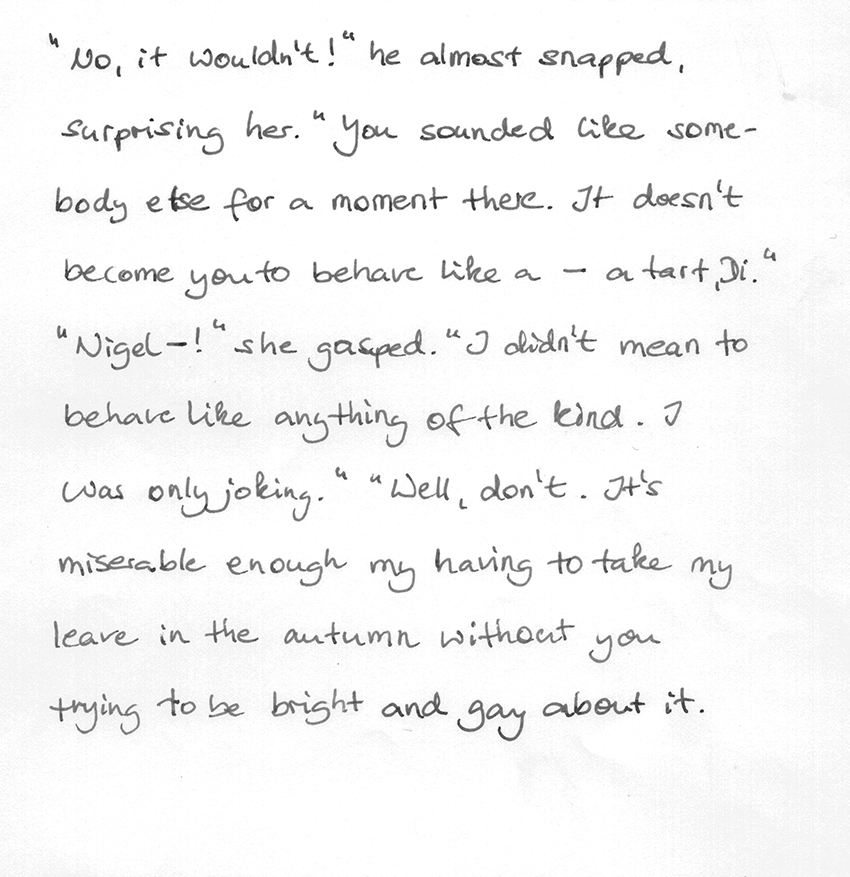 "No, it wouldn't!" he almost snapped,
surprising her. "You sounded like some-
body else for a moment there. It doesn't
become you to behave like a - a tart, Di."
"Nigel-!" she gasped. "I didn't mean to
behave like anything of the kind. I
was only joking." "Well, don't. It's
miserable enough my having to take my
leave in the autumn without you
trying to be bright and gay about it.